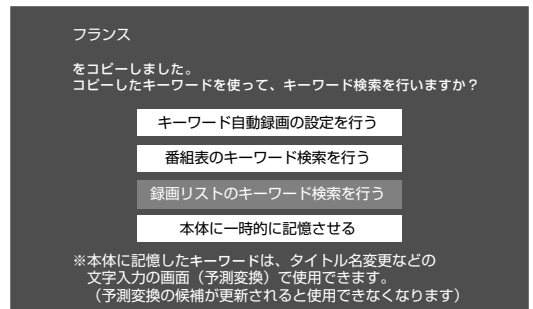 フランス
をコピーしました。
コピーしたキーワードを使って、キーワード検索を行いますか？
キーワード自動録画の設定を行う
番組表のキーワード検索を行う
録画リストのキーワード検索を行う
本体に一時的に記憶させる
※本体に記憶したキーワードは、タイトル名変更などの
文字入力の画面（予測変換）で使用できます。
（予測変換の候補が更新されると使用できなくなります）